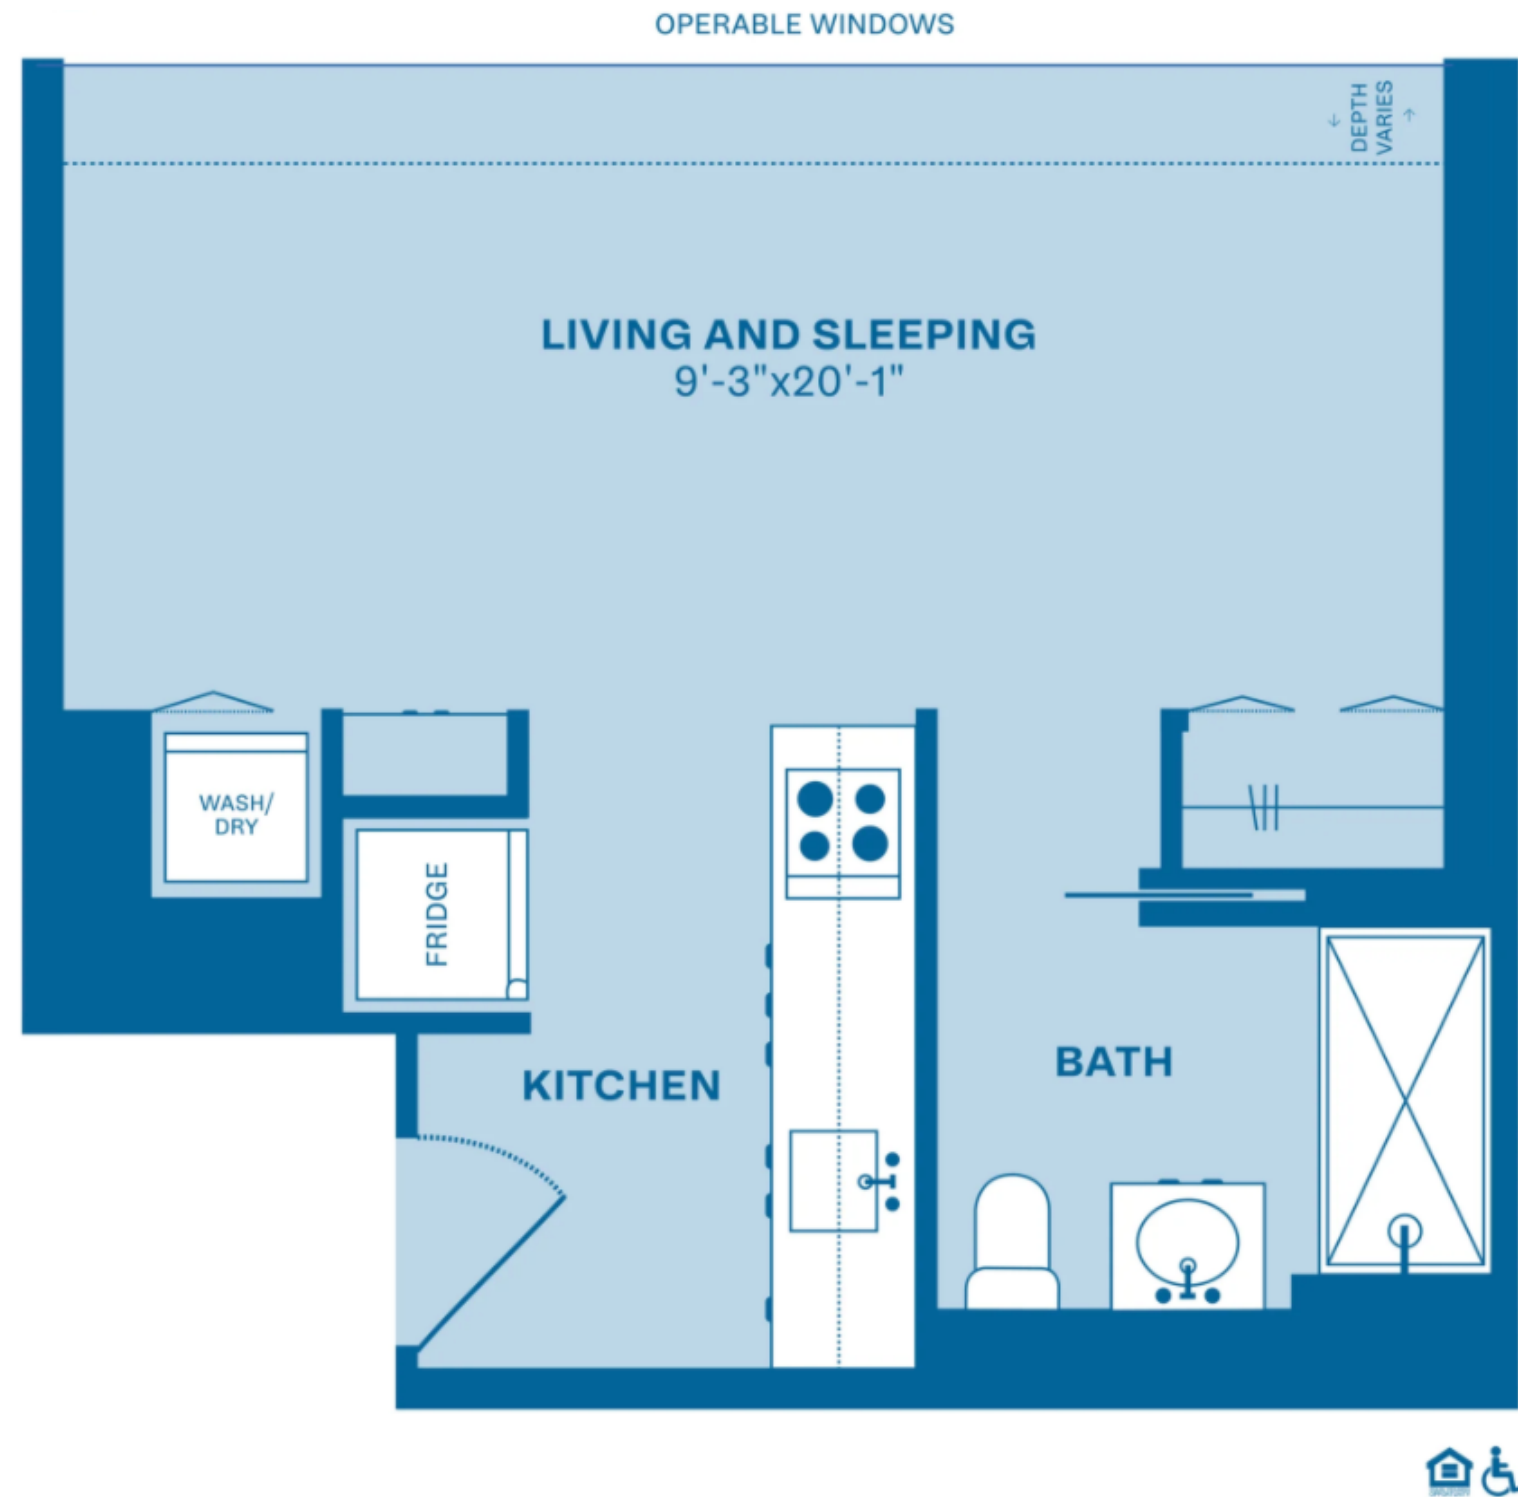 OPERABLE WINDOWS
DEPTH
VARIES
LIVING AND SLEEPING
9'-3"x20'-1"
WASH/
DRY
FRIDGE
KITCHEN
BATH